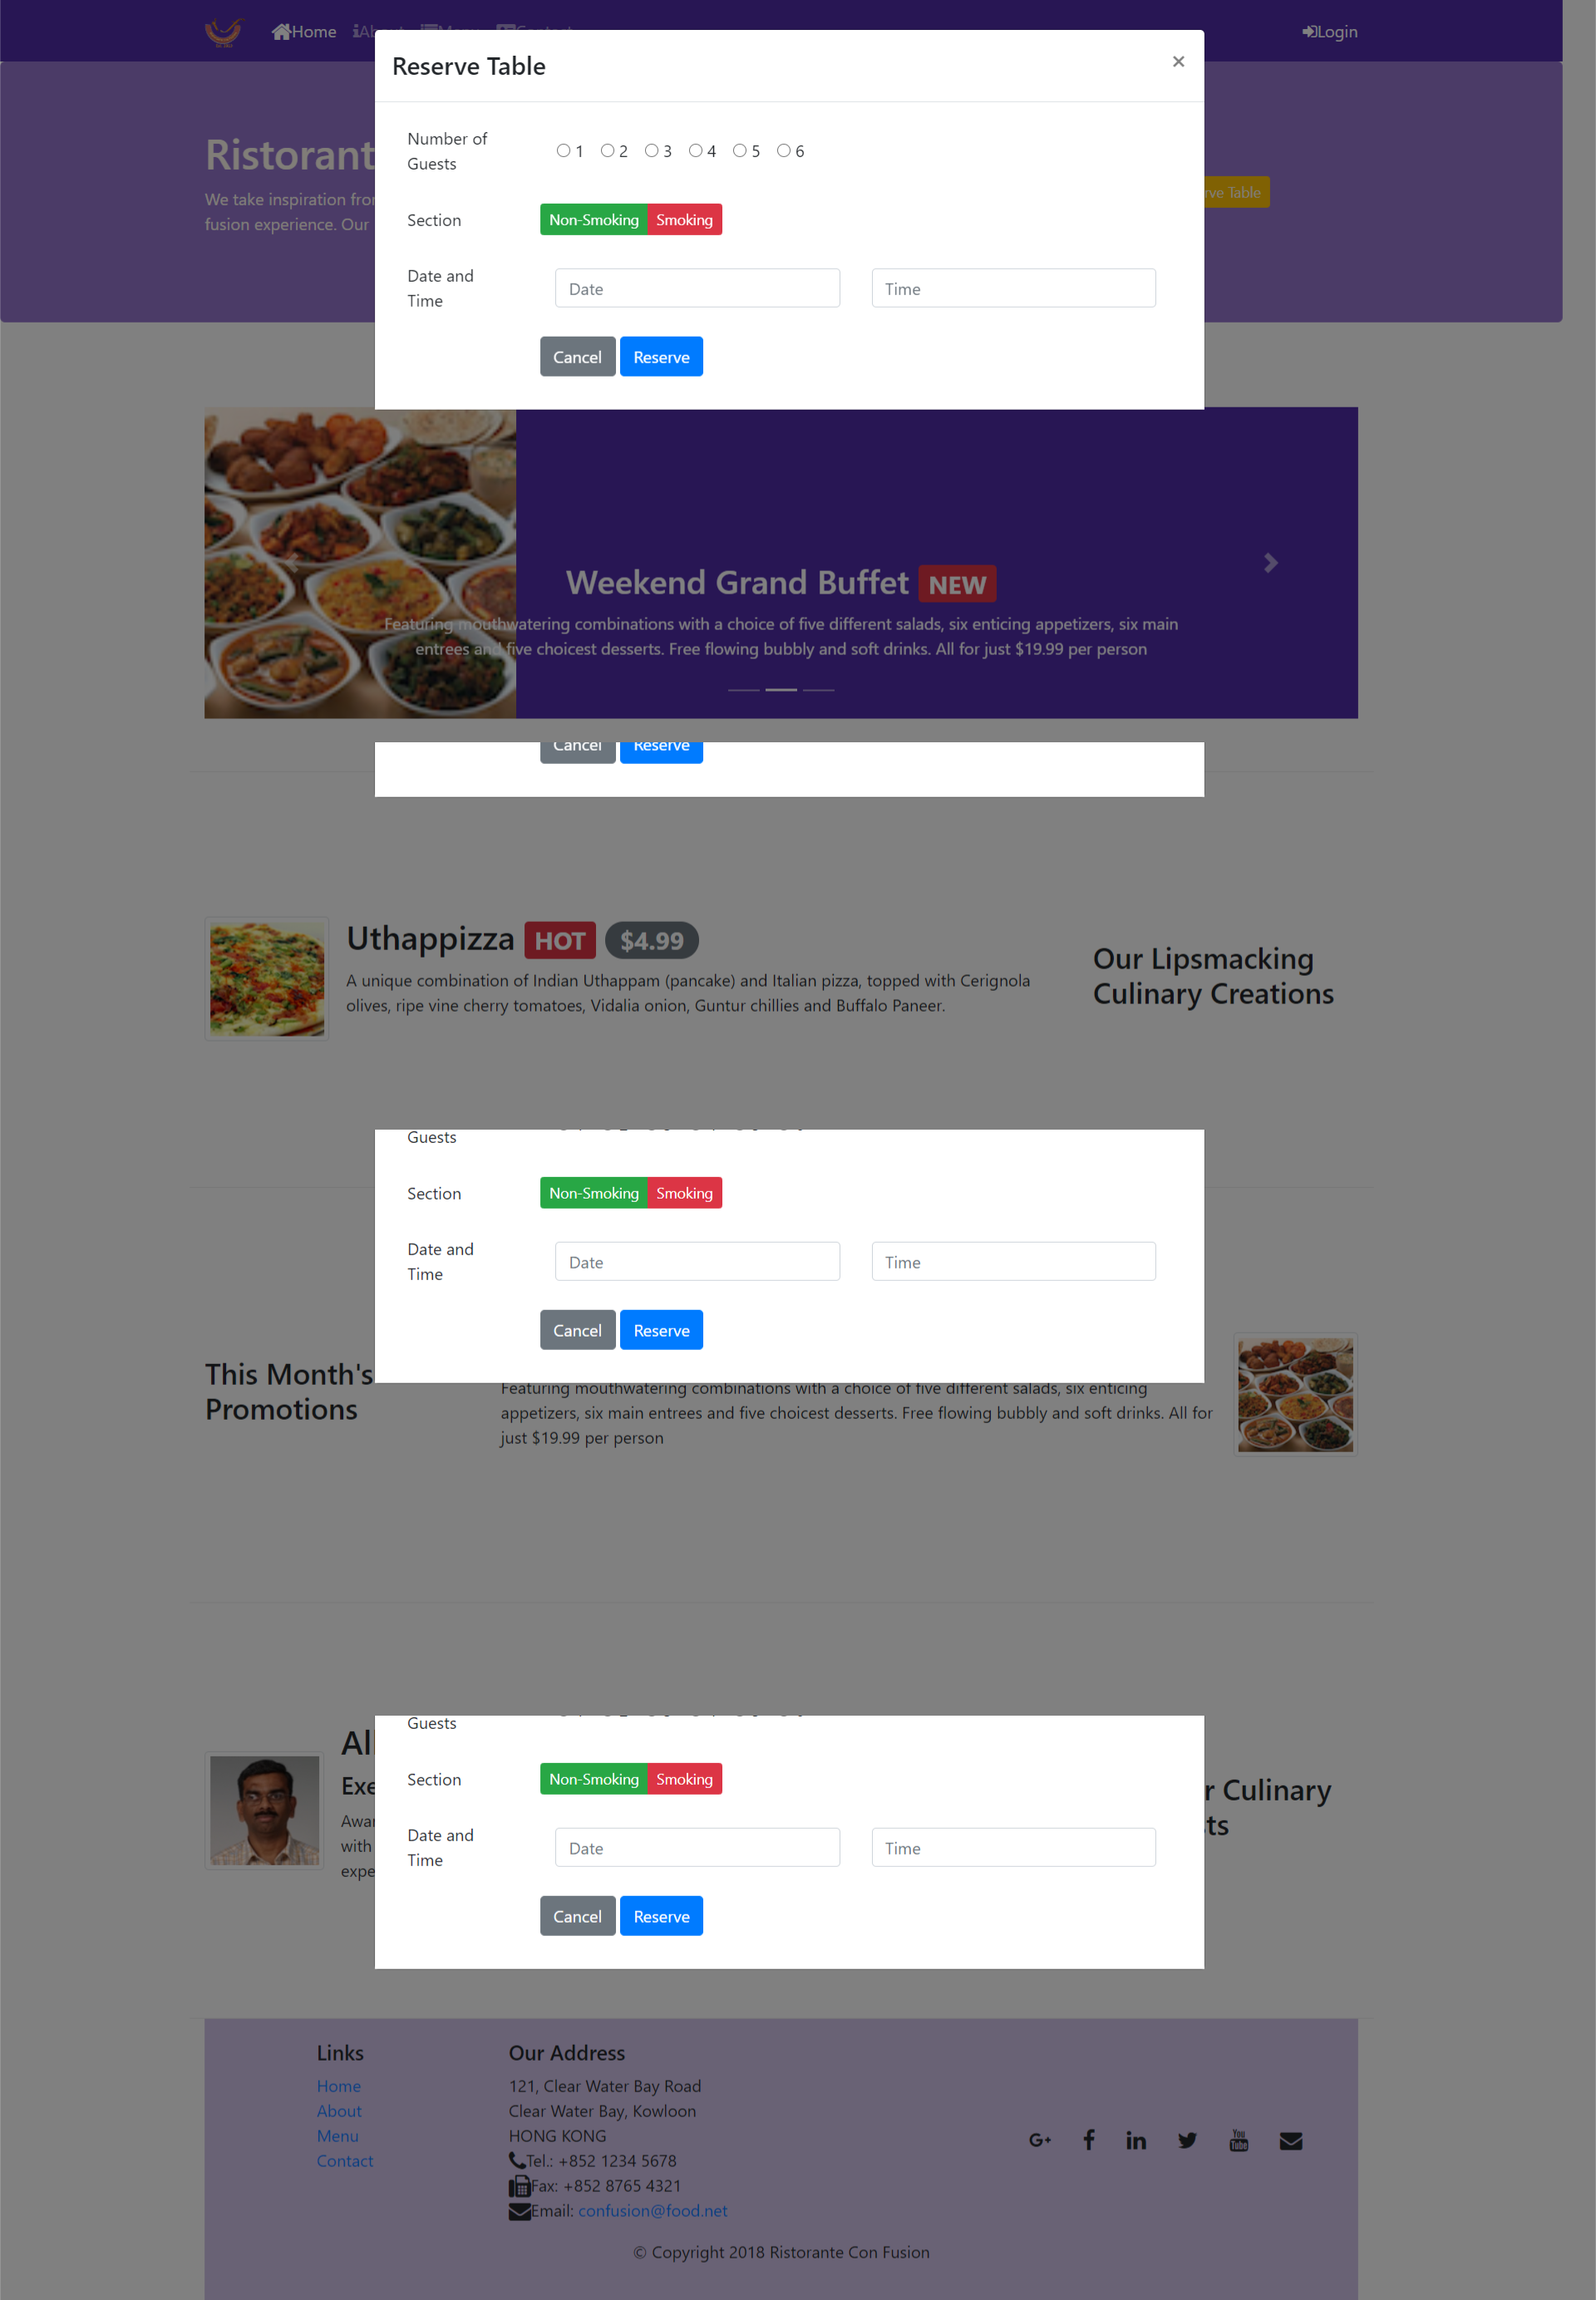 Home
Login
Reserve Table
×
Ristorant
We take inspiration
fusion experience. Our
rve Table
Number of
Guests
1 2 3 4 5 6
Section
Non-Smoking Smoking
Date and
Time
Date
Time
Cancel Reserve
Weekend Grand Buffet NEW
Featuring mouthwatering combinations with a choice of five different salads, six enticing appetizers, six main
entrees and five choicest desserts. Free flowing bubbly and soft drinks. All for just $19.99 per person
Cancel Reserve
Uthappizza HOT $4.99
A unique combination of Indian Uthappam (pancake) and Italian pizza, topped with Cerignola
olives, ripe vine cherry tomatoes, Vidalia onion, Guntur chillies and Buffalo Paneer.
Our Lipsmacking
Culinary Creations
Guests
Section
Non-Smoking Smoking
Date and
Time
Date
Time
Cancel Reserve
This Month's
Promotions
Featuring mouthwatering combinations with a choice of five different salads, six enticing
appetizers, six main entrees and five choicest desserts. Free flowing bubbly and soft drinks. All for
just $19.99 per person
Guests
Section
Non-Smoking Smoking
Date and
Time
Date
Time
Cancel Reserve
Al
Exe
Awar
with
expe
r Culinary
ts
Links
Home
About
Menu
Contact
Our Address
121, Clear Water Bay Road
Clear Water Bay, Kowloon
HONG KONG
Tel.: +852 1234 5678
Fax: +852 8765 4321
Email: confusion@food.net
G+ f in You Tube
© Copyright 2018 Ristorante Con Fusion